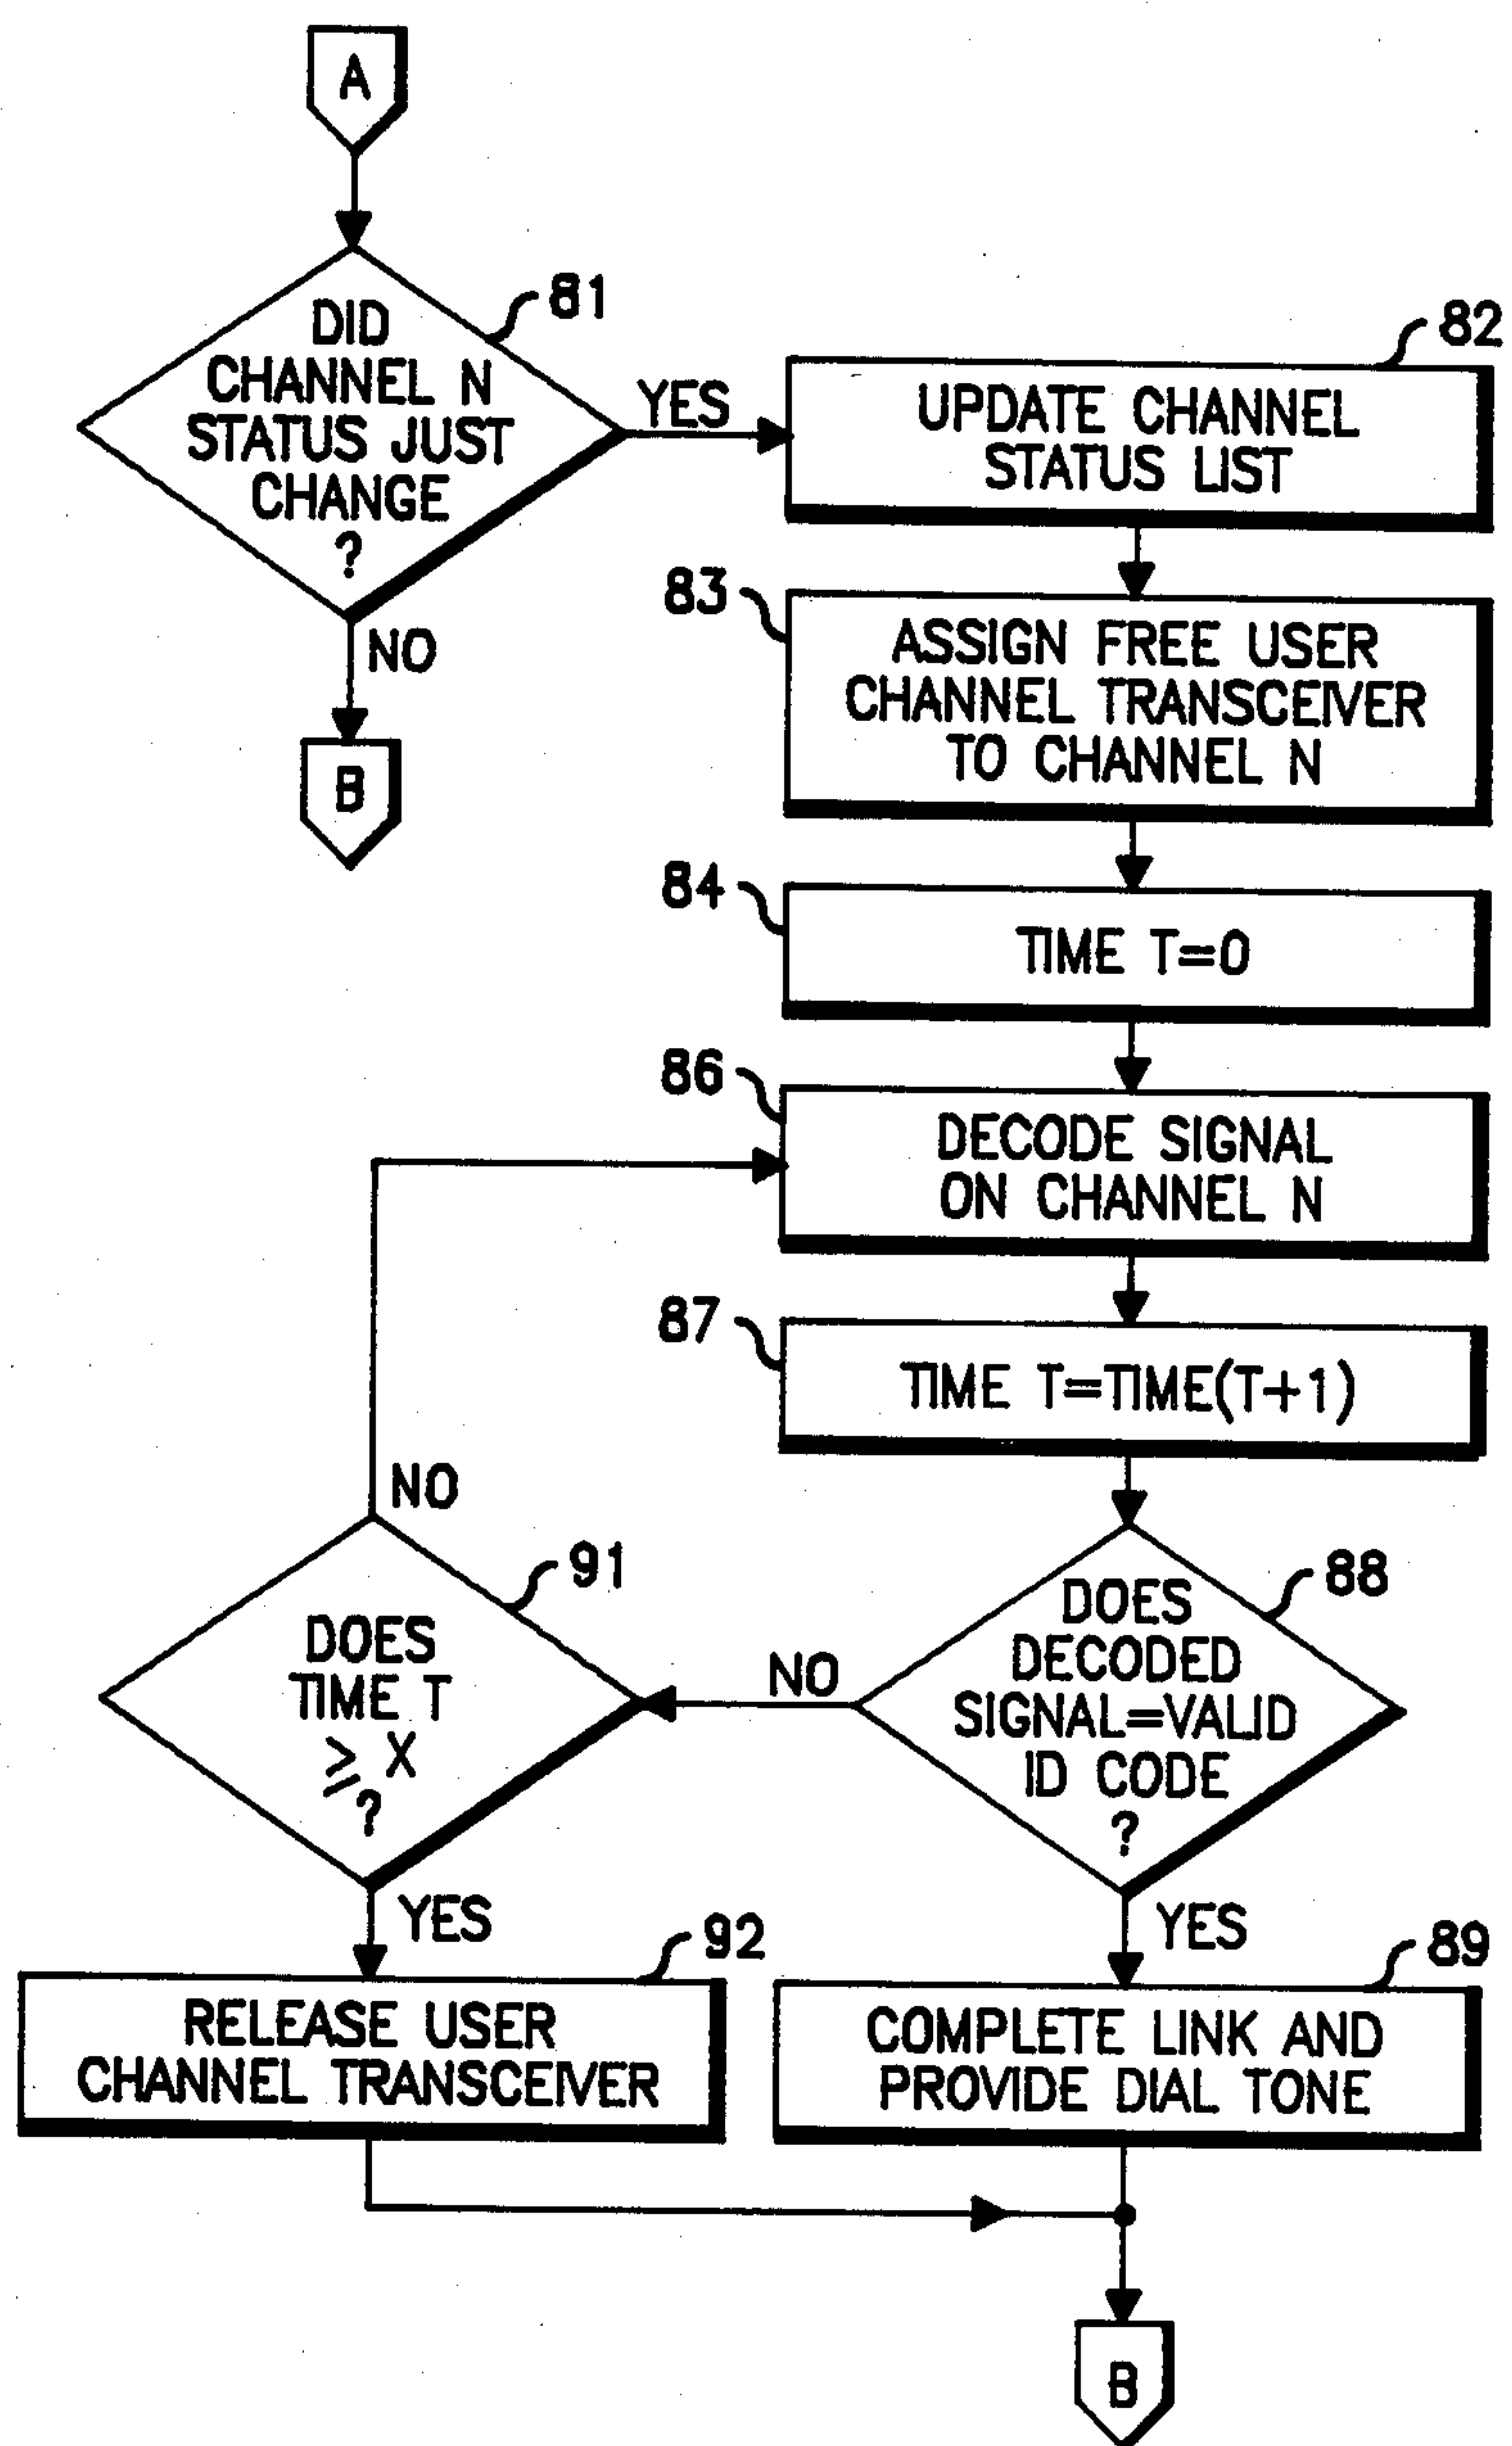 A
DID
CHANNEL N
STATUS JUST
CHANGE
?
81
YES
NO
B
82
UPDATE CHANNEL
STATUS LIST
83
ASSIGN FREE USER
CHANNEL TRANSCEIVER
TO CHANNEL N
84
TIME T=0
86
DECODE SIGNAL
ON CHANNEL N
87
TIME T=TIME(T+1)
88
DOES
DECODED
SIGNAL=VALID
ID CODE
?
NO
YES
91
DOES
TIME T
≥ X
?
NO
YES
92
RELEASE USER
CHANNEL TRANSCEIVER
89
COMPLETE LINK AND
PROVIDE DIAL TONE
B